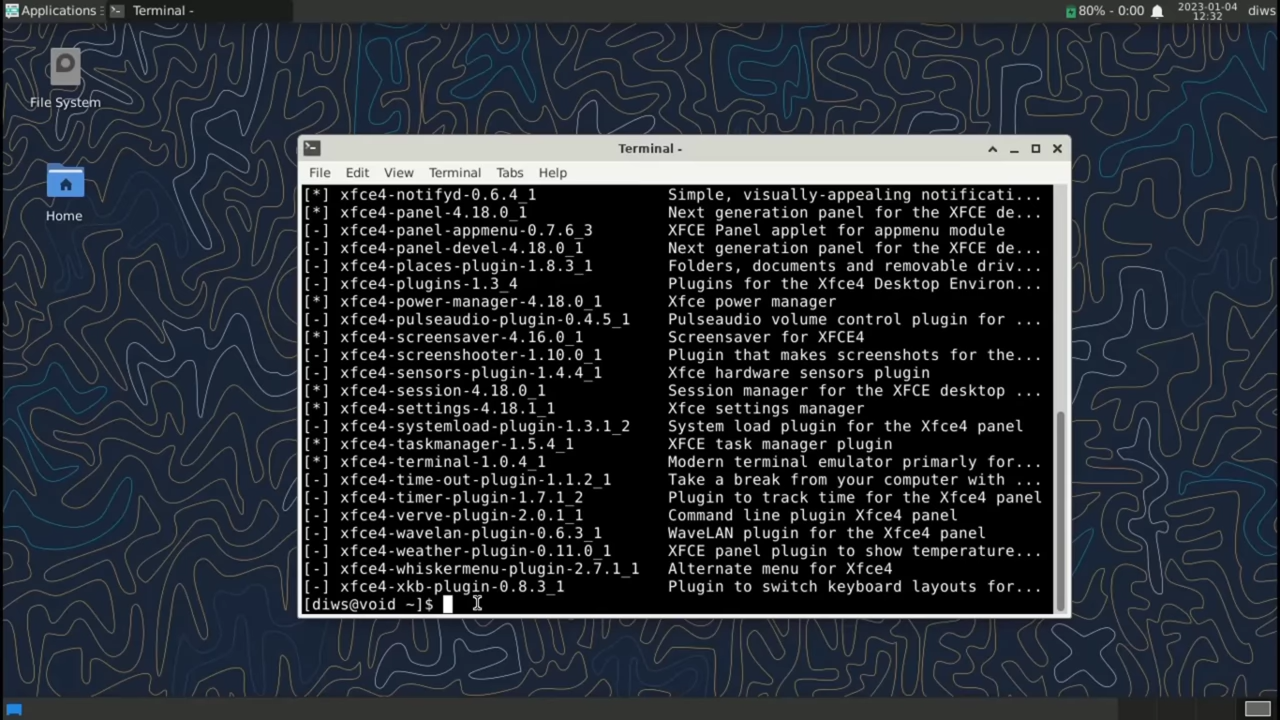 Applications
Terminal -
80% - 0:00
2023-01-04
12:32
diws
File System
Home
Terminal -
File Edit View Terminal Tabs Help
[*] xfce4-notifyd-0.6.4_1 Simple, visually-appealing notificati...
[*] xfce4-panel-4.18.0_1 Next generation panel for the XFCE de...
[-] xfce4-panel-appmenu-0.7.6_3 XFCE Panel applet for appmenu module
[-] xfce4-panel-devel-4.18.0_1 Next generation panel for the XFCE de...
[-] xfce4-places-plugin-1.8.3_1 Folders, documents and removable driv...
[-] xfce4-plugins-1.3_4 Plugins for the Xfce4 Desktop Environ...
[*] xfce4-power-manager-4.18.0_1 Xfce power manager
[-] xfce4-pulseaudio-plugin-0.4.5_1 Pulseaudio volume control plugin for ...
[*] xfce4-screensaver-4.16.0_1 Screensaver for XFCE4
[-] xfce4-screenshooter-1.10.0_1 Plugin that makes screenshots for the...
[-] xfce4-sensors-plugin-1.4.4_1 Xfce hardware sensors plugin
[*] xfce4-session-4.18.0_1 Session manager for the XFCE desktop ...
[*] xfce4-settings-4.18.1_1 Xfce settings manager
[-] xfce4-systemload-plugin-1.3.1_2 System load plugin for the Xfce4 panel
[*] xfce4-taskmanager-1.5.4_1 XFCE task manager plugin
[*] xfce4-terminal-1.0.4_1 Modern terminal emulator primarly for...
[-] xfce4-time-out-plugin-1.1.2_1 Take a break from your computer with ...
[-] xfce4-timer-plugin-1.7.1_2 Plugin to track time for the Xfce4 panel
[-] xfce4-verve-plugin-2.0.1_1 Command line plugin Xfce4 panel
[-] xfce4-wavelan-plugin-0.6.3_1 WaveLAN plugin for the Xfce4 panel
[-] xfce4-weather-plugin-0.11.0_1 XFCE panel plugin to show temperature...
[-] xfce4-whiskermenu-plugin-2.7.1_1 Alternate menu for Xfce4
[-] xfce4-xkb-plugin-0.8.3_1 Plugin to switch keyboard layouts for...
[diws@void ~]$